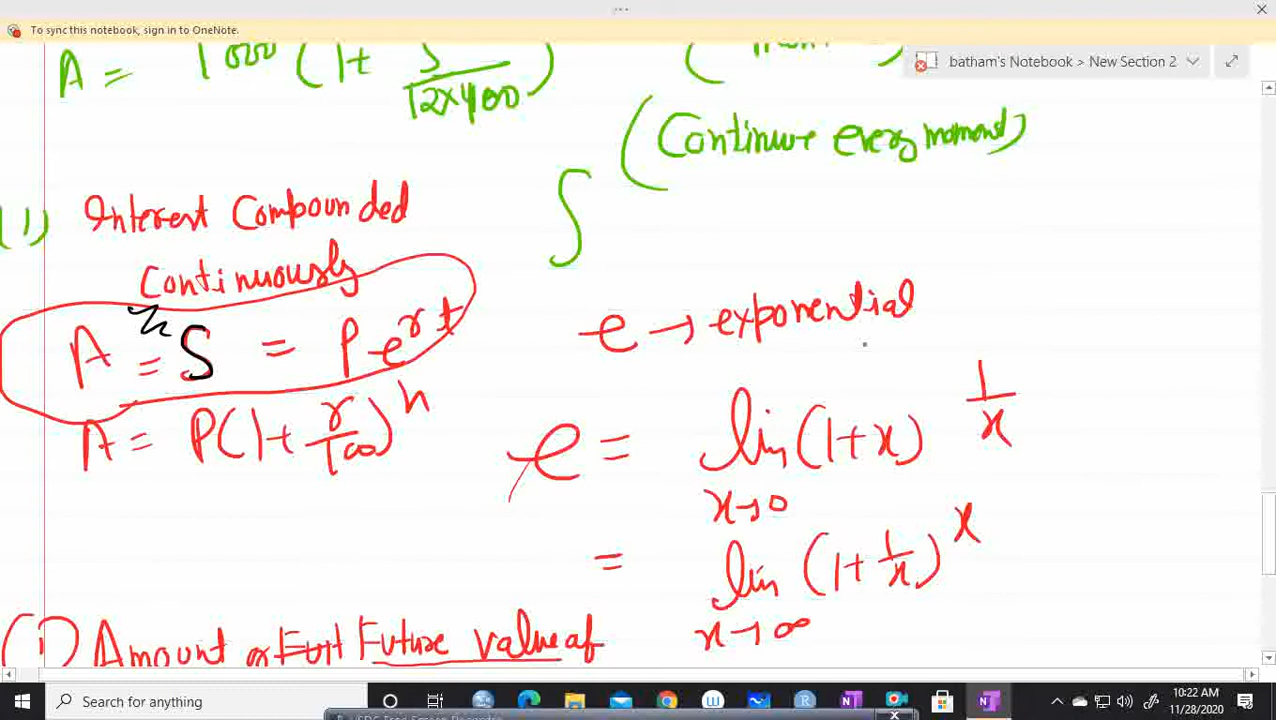 To sync this notebook, sign in to OneNote.
batham's Notebook > New Section 2
A = 1000 (1+ 5/12×400)
(Continue every moment)
∫
(1) Interest Compounded
Continuously
A = S = Pe^rt
e → exponential
A = P(1+ r/100)^n
e = lim (1+x)^1/x
x→0
= lim (1+1/x)^x
x→∞
(i) Amount or Future value of
Search for anything
10:22 AM
11/28/2020